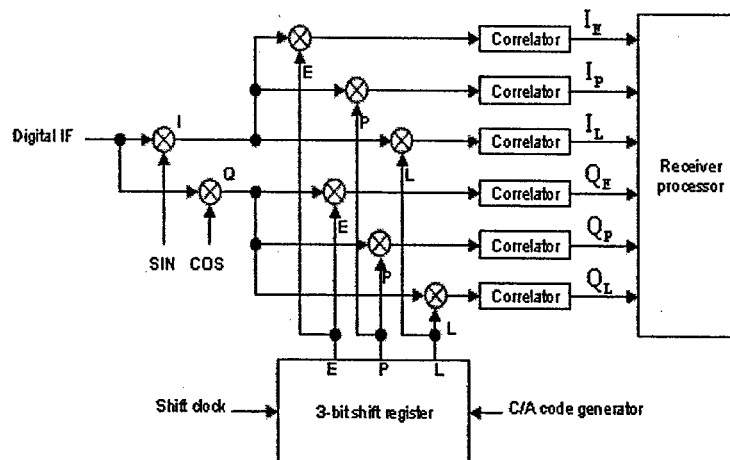 I_E
Correlator
E
I_P
Correlator
P
Digital IF
I
I_L
Correlator
L
Receiver
processor
Q
Q_E
Correlator
E
SIN
COS
Q_P
Correlator
P
Q_L
Correlator
L
E
P
L
Shift clock
3-bit shift register
C/A code generator